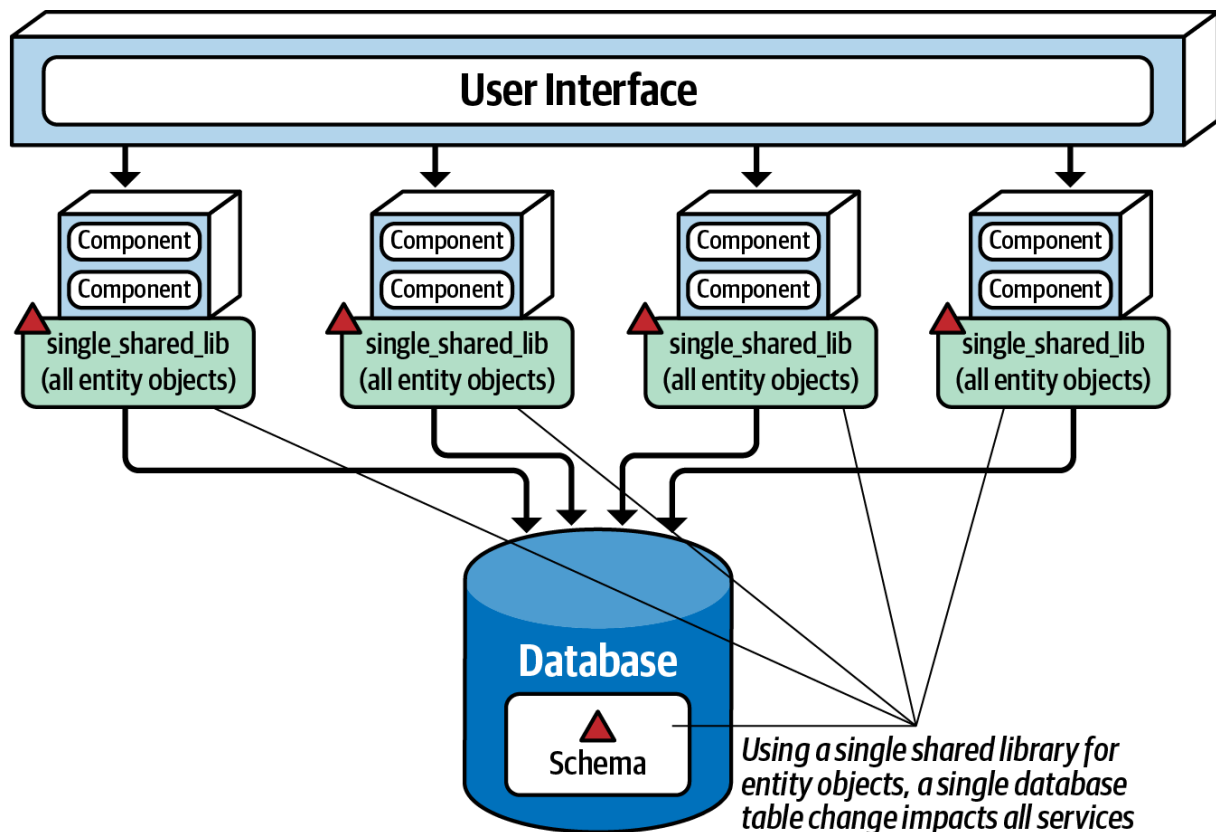 User Interface
Component
Component
Component
Component
Component
Component
Component
Component
single_shared_lib
(all entity objects)
single_shared_lib
(all entity objects)
single_shared_lib
(all entity objects)
single_shared_lib
(all entity objects)
Database
Schema
Using a single shared library for
entity objects, a single database
table change impacts all services